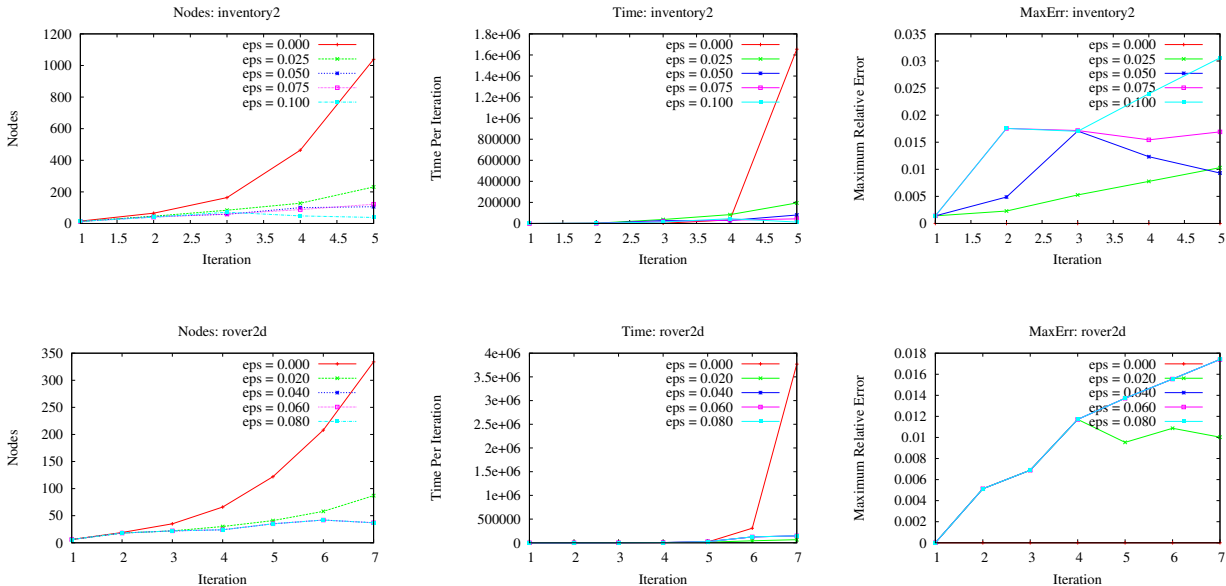 Nodes: inventory2
1200
1000
800
600
400
200
0
Nodes
1 1.5 2 2.5 3 3.5 4 4.5 5
Iteration
eps = 0.000
eps = 0.025
eps = 0.050
eps = 0.075
eps = 0.100
Time: inventory2
1.8e+06
1.6e+06
1.4e+06
1.2e+06
1e+06
800000
600000
400000
200000
0
Time Per Iteration
1 1.5 2 2.5 3 3.5 4 4.5 5
Iteration
eps = 0.000
eps = 0.025
eps = 0.050
eps = 0.075
eps = 0.100
MaxErr: inventory2
0.035
0.03
0.025
0.02
0.015
0.01
0.005
0
Maximum Relative Error
1 1.5 2 2.5 3 3.5 4 4.5 5
Iteration
eps = 0.000
eps = 0.025
eps = 0.050
eps = 0.075
eps = 0.100
Nodes: rover2d
350
300
250
200
150
100
50
0
Nodes
1 2 3 4 5 6 7
Iteration
eps = 0.000
eps = 0.020
eps = 0.040
eps = 0.060
eps = 0.080
Time: rover2d
4e+06
3.5e+06
3e+06
2.5e+06
2e+06
1.5e+06
1e+06
500000
0
Time Per Iteration
1 2 3 4 5 6 7
Iteration
eps = 0.000
eps = 0.020
eps = 0.040
eps = 0.060
eps = 0.080
MaxErr: rover2d
0.018
0.016
0.014
0.012
0.01
0.008
0.006
0.004
0.002
0
Maximum Relative Error
1 2 3 4 5 6 7
Iteration
eps = 0.000
eps = 0.020
eps = 0.040
eps = 0.060
eps = 0.080